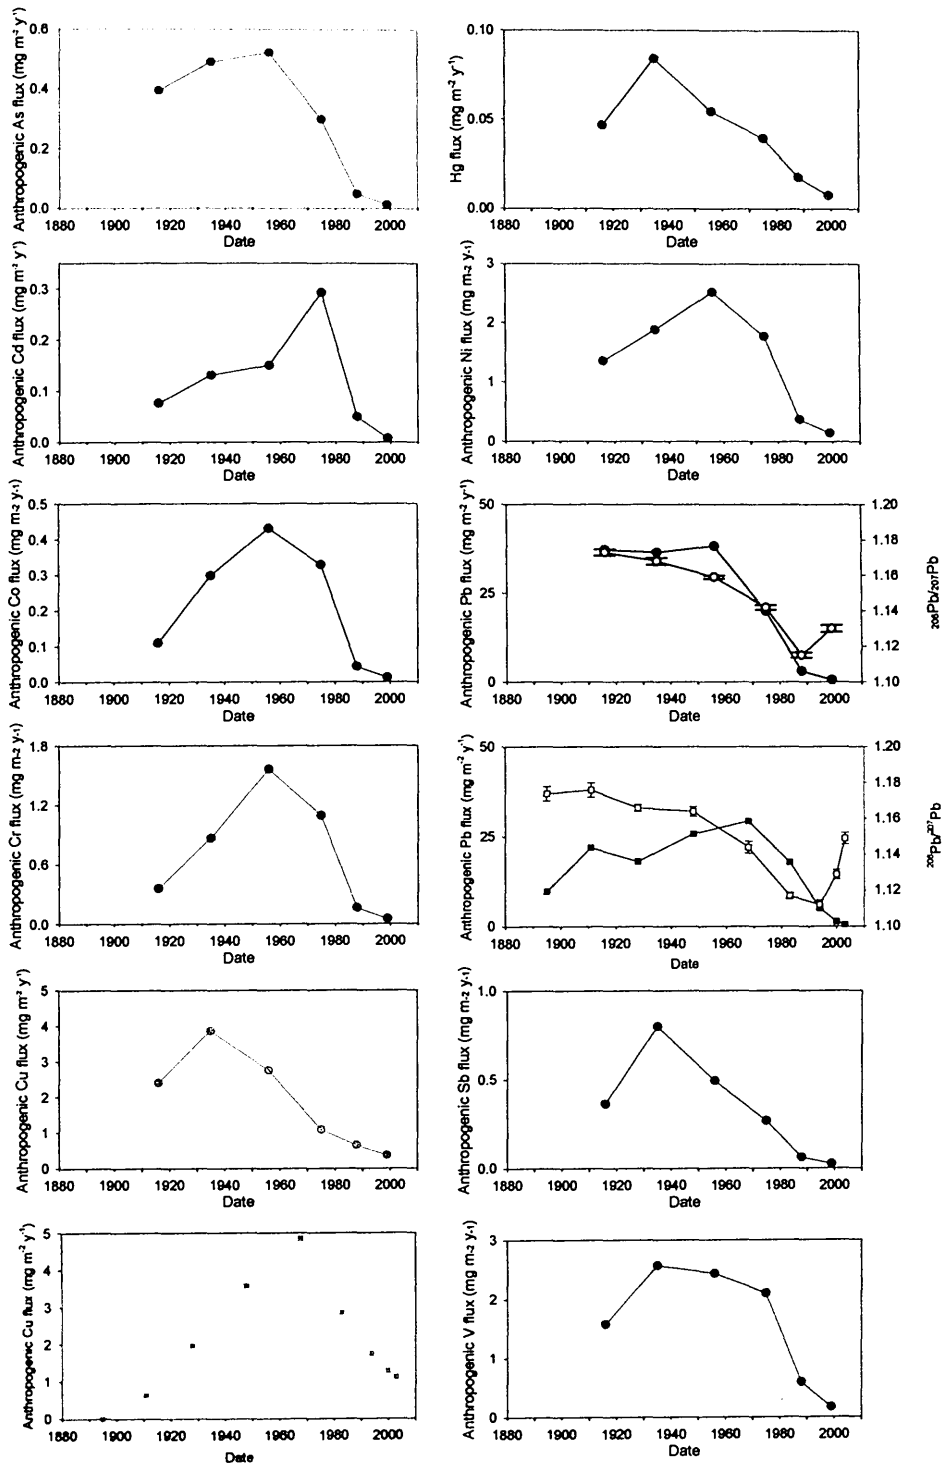 Anthropogenic As flux (mg m⁻² y⁻¹)
0.6
0.4
0.2
0.0
1880 1900 1920 1940 1960 1980 2000
Date
Hg flux (mg m⁻² y⁻¹)
0.10
0.05
0.00
1880 1900 1920 1940 1960 1980 2000
Date
Anthropogenic Cd flux (mg m⁻² y⁻¹)
0.3
0.2
0.1
0.0
1880 1900 1920 1940 1960 1980 2000
Date
Anthropogenic Ni flux (mg m-2 y-1)
3
2
1
0
1880 1900 1920 1940 1960 1980 2000
Date
Anthropogenic Co flux (mg m-2 y-1)
0.5
0.4
0.3
0.2
0.1
0.0
1880 1900 1920 1940 1960 1980 2000
Date
Anthropogenic Pb flux (mg m⁻² y⁻¹)
50
25
0
1880 1900 1920 1940 1960 1980 2000
Date
1.20
1.18
1.16
1.14
1.12
1.10
206Pb/207Pb
Anthropogenic Cr flux (mg m-2 y-1)
1.8
1.2
0.6
0.0
1880 1900 1920 1940 1960 1980 2000
Date
Anthropogenic Pb flux (mg m⁻² y⁻¹)
50
25
0
1880 1900 1920 1940 1960 1980 2000
Date
1.20
1.18
1.16
1.14
1.12
1.10
²⁰⁶Pb/²⁰⁷Pb
Anthropogenic Cu flux (mg m⁻² y⁻¹)
5
4
3
2
1
0
1880 1900 1920 1940 1960 1980 2000
Date
Anthropogenic Sb flux (mg m-2 y-1)
1.0
0.5
0.0
1880 1900 1920 1940 1960 1980 2000
Date
Anthropogenic Cu flux (mg m⁻² y⁻¹)
5
4
3
2
1
0
1880 1900 1920 1940 1960 1980 2000
Date
Anthropogenic V flux (mg m-2 y-1)
3
2
1
0
1880 1900 1920 1940 1960 1980 2000
Date